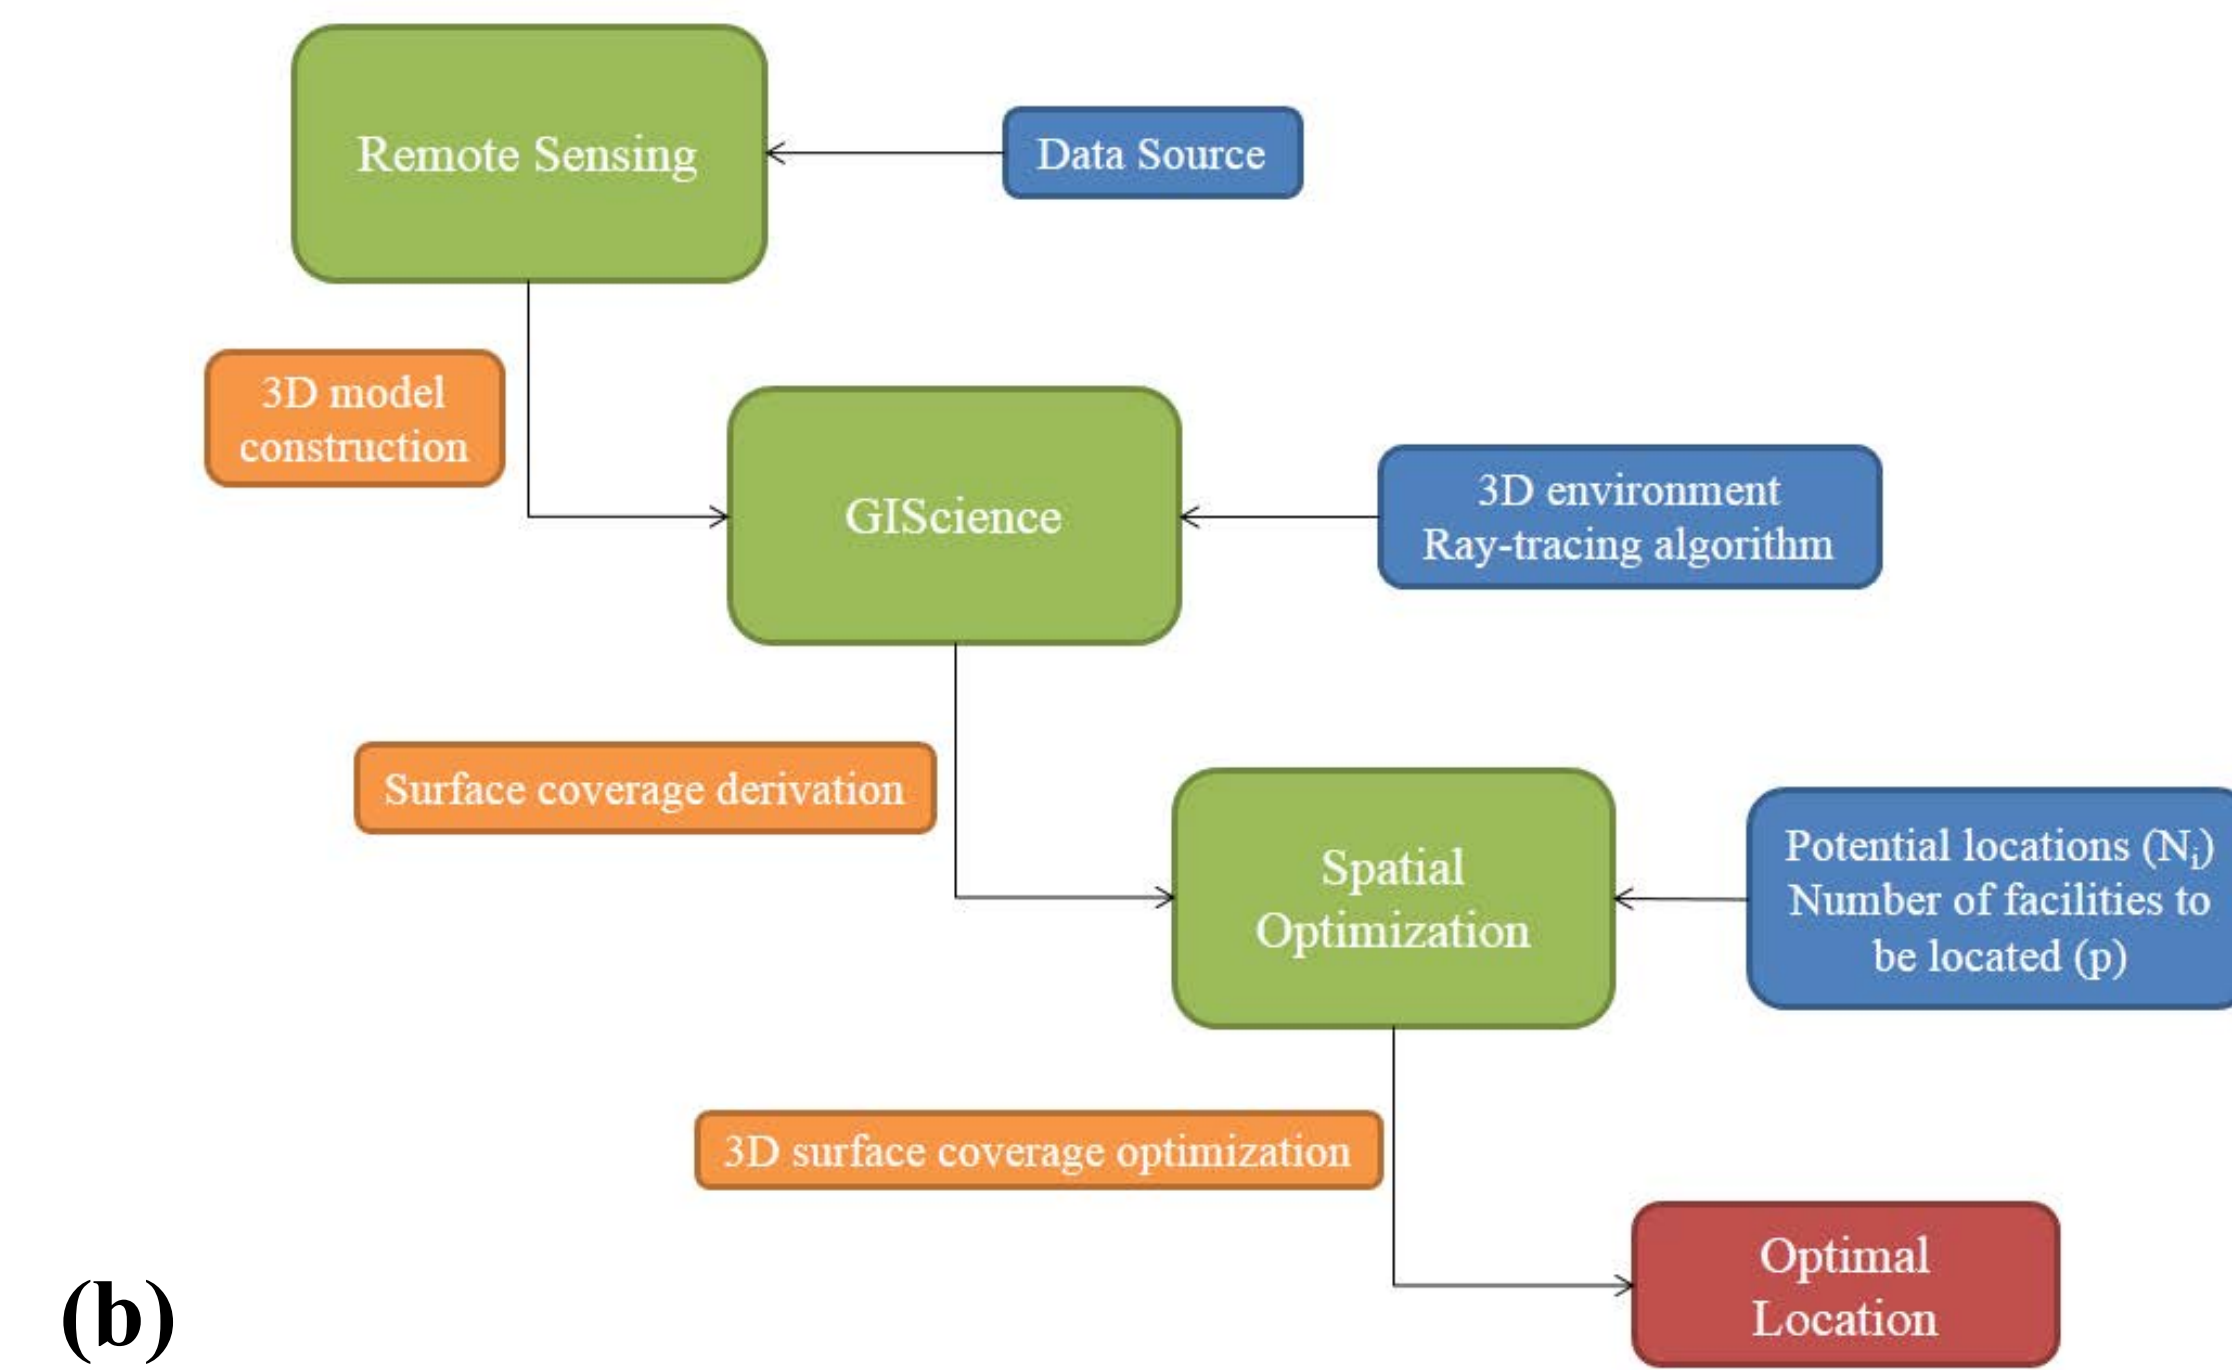 Remote Sensing
Data Source
3D model
construction
GIScience
3D environment
Ray-tracing algorithm
Surface coverage derivation
Spatial
Optimization
Potential locations (Nᵢ)
Number of facilities to
be located (p)
3D surface coverage optimization
Optimal
Location
(b)